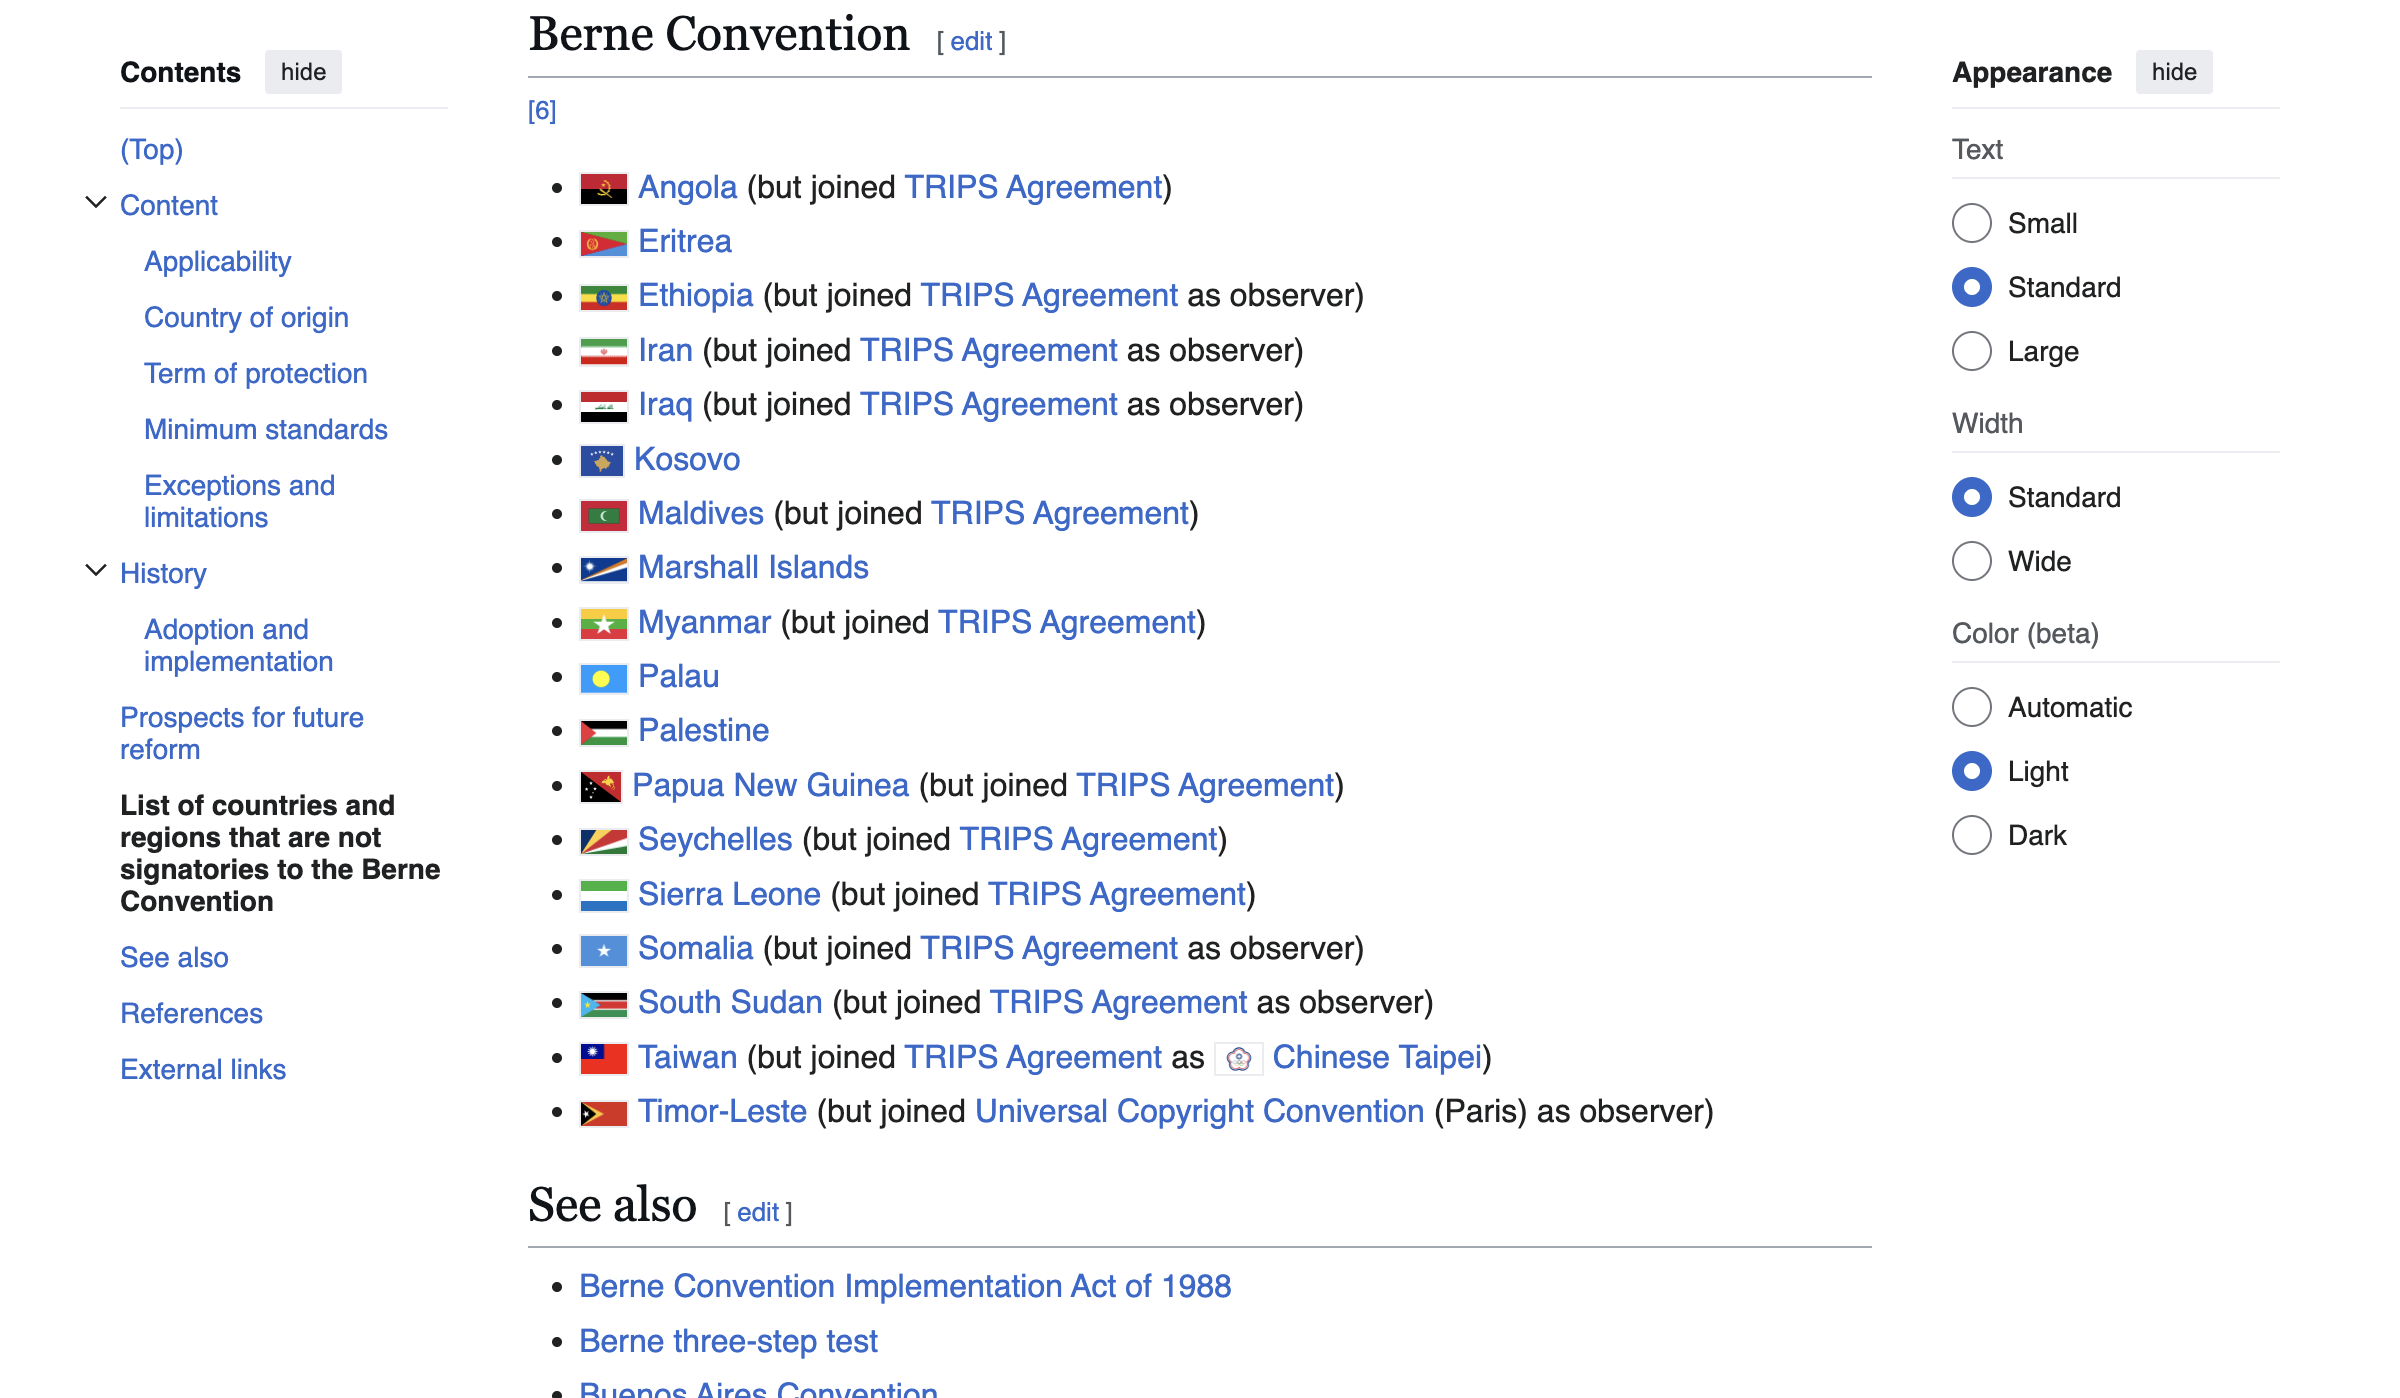 Contents hide
(Top)
Content
Applicability
Country of origin
Term of protection
Minimum standards
Exceptions and
limitations
History
Adoption and
implementation
Prospects for future
reform
List of countries and
regions that are not
signatories to the Berne
Convention
See also
References
External links
Berne Convention [ edit ]
[6]
Angola (but joined TRIPS Agreement)
Eritrea
Ethiopia (but joined TRIPS Agreement as observer)
Iran (but joined TRIPS Agreement as observer)
Iraq (but joined TRIPS Agreement as observer)
Kosovo
Maldives (but joined TRIPS Agreement)
Marshall Islands
Myanmar (but joined TRIPS Agreement)
Palau
Palestine
Papua New Guinea (but joined TRIPS Agreement)
Seychelles (but joined TRIPS Agreement)
Sierra Leone (but joined TRIPS Agreement)
Somalia (but joined TRIPS Agreement as observer)
South Sudan (but joined TRIPS Agreement as observer)
Taiwan (but joined TRIPS Agreement as Chinese Taipei)
Timor-Leste (but joined Universal Copyright Convention (Paris) as observer)
See also [ edit ]
Berne Convention Implementation Act of 1988
Berne three-step test
Buenos Aires Convention
Appearance hide
Text
Small
Standard
Large
Width
Standard
Wide
Color (beta)
Automatic
Light
Dark